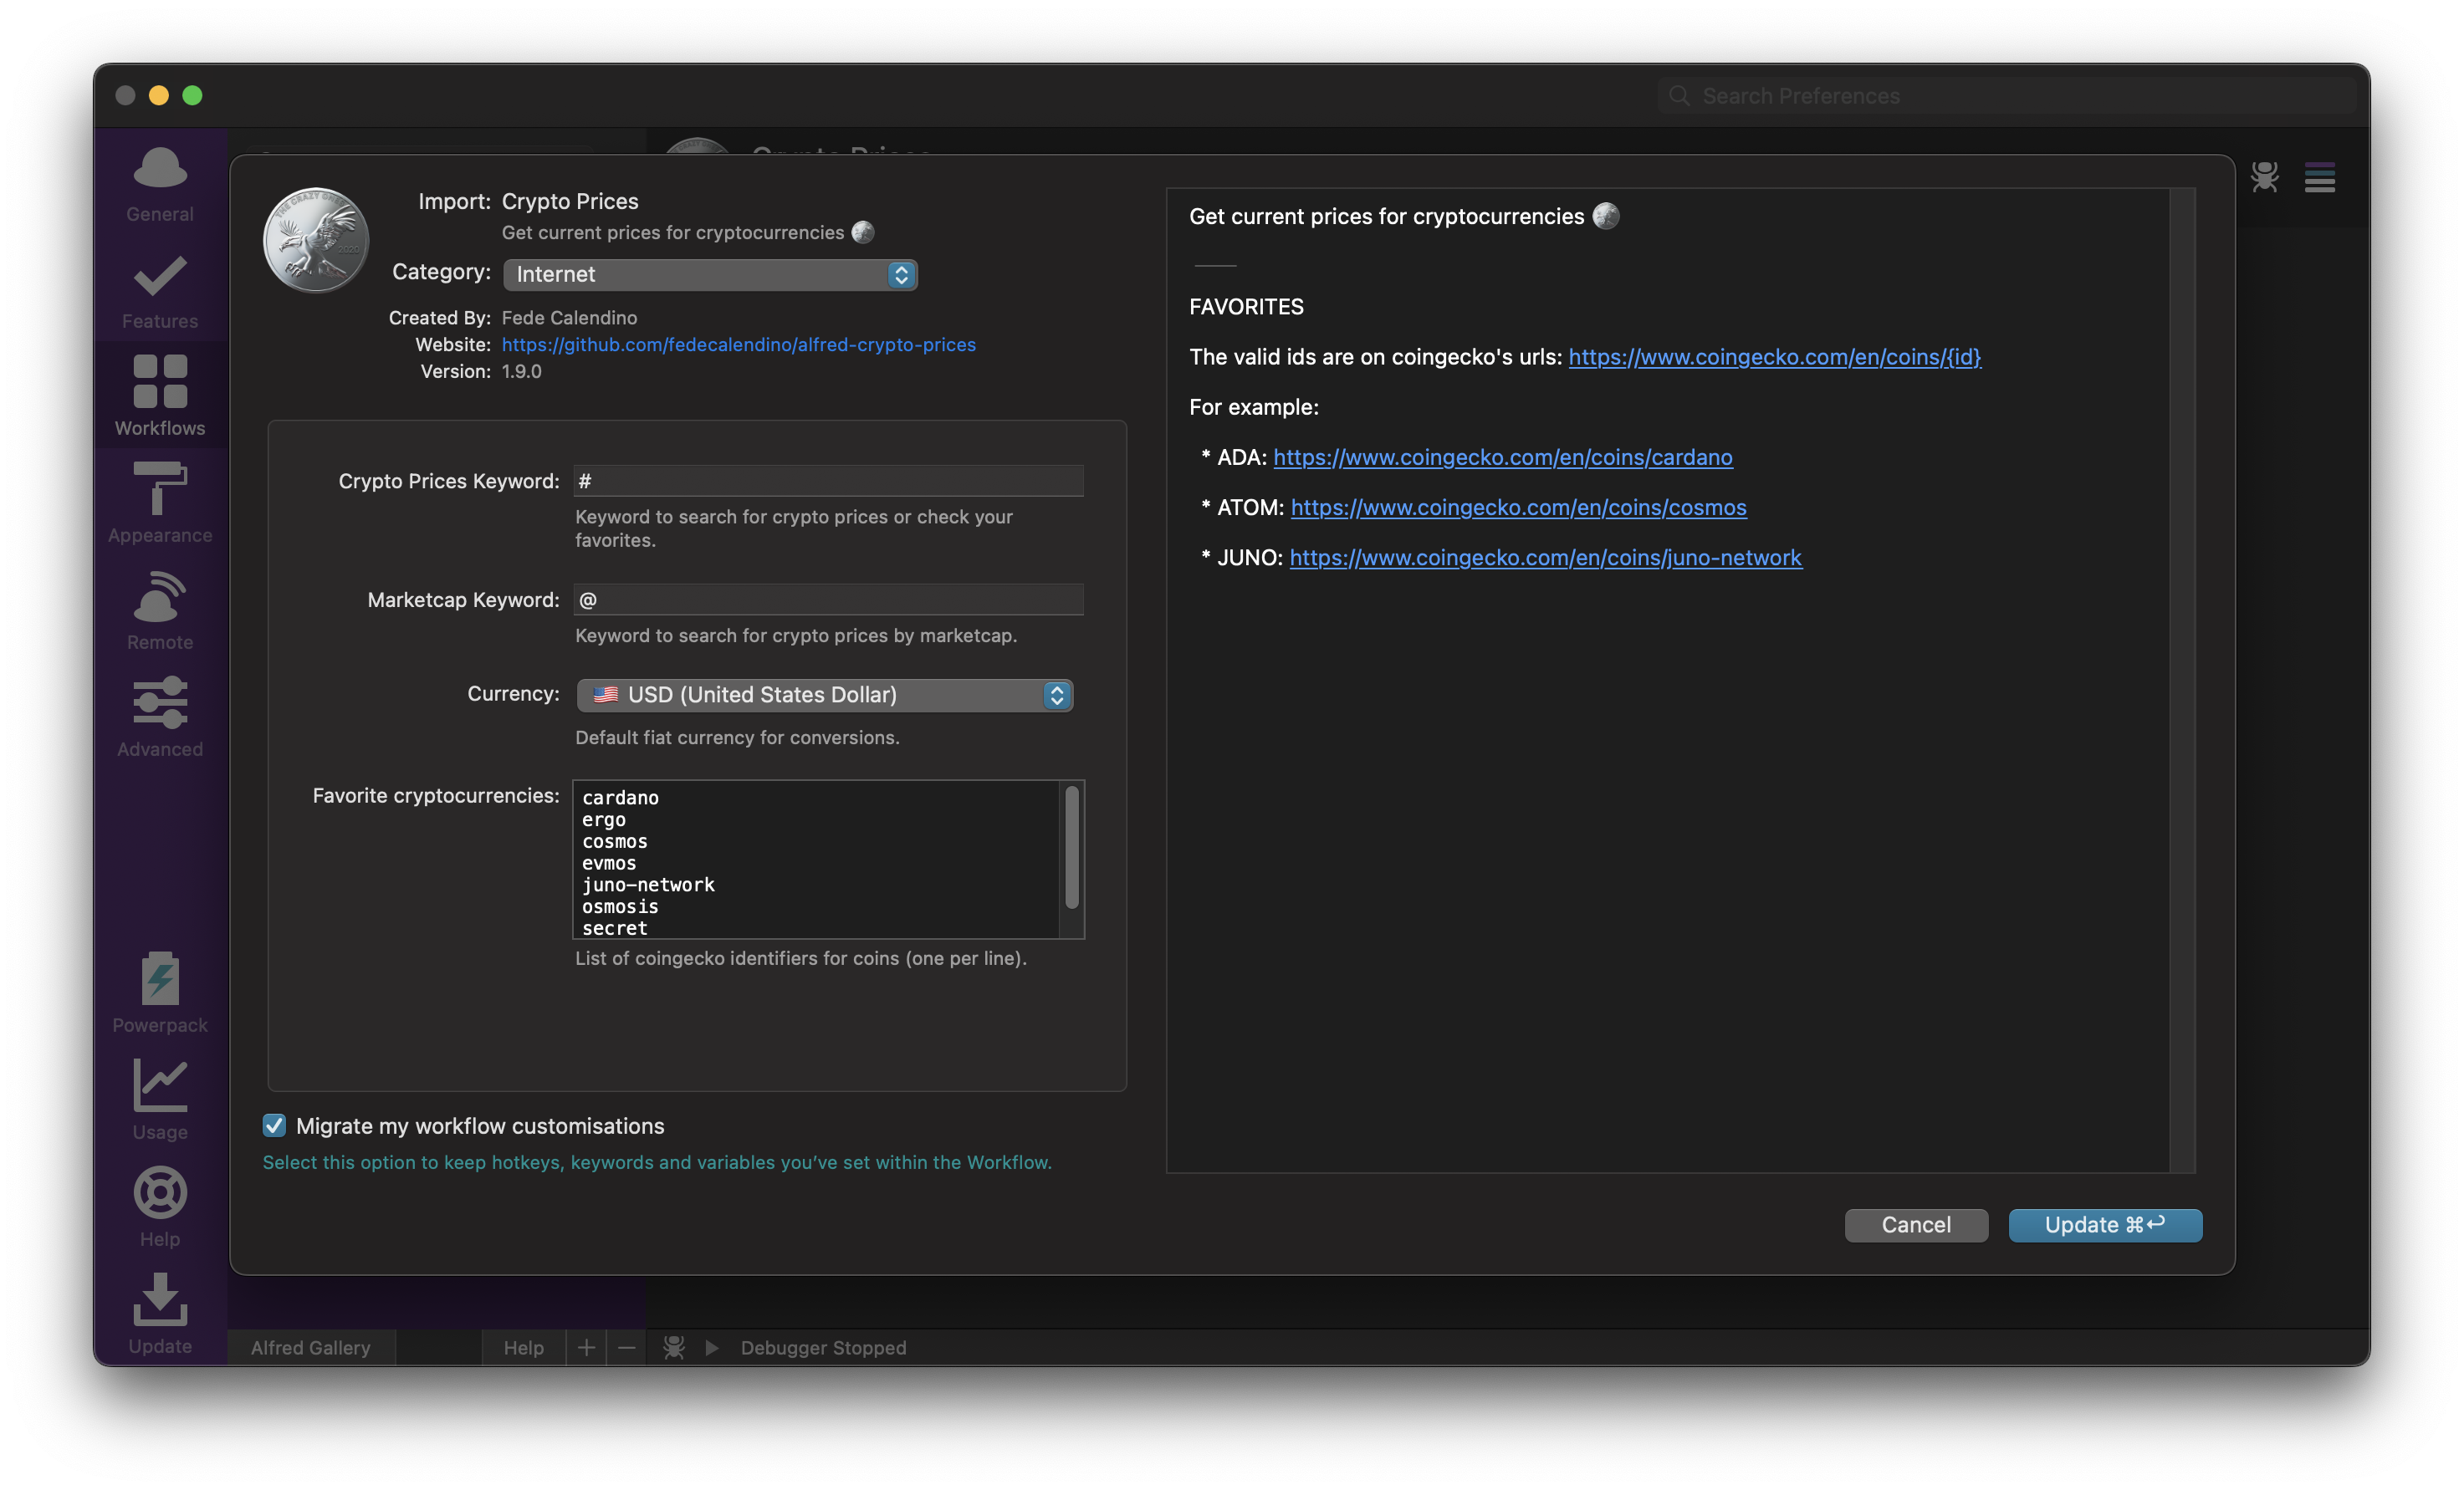 Search Preferences
General
Features
Workflows
Appearance
Remote
Advanced
Powerpack
Usage
Help
Update
Crypto Prices
THE CRAZY ONE
2020
Import: Crypto Prices
Get current prices for cryptocurrencies
Category: Internet
Created By: Fede Calendino
Website: https://github.com/fedecalendino/alfred-crypto-prices
Version: 1.9.0
Crypto Prices Keyword: #
Keyword to search for crypto prices or check your
favorites.
Marketcap Keyword: @
Keyword to search for crypto prices by marketcap.
Currency: 🇺🇸 USD (United States Dollar)
Default fiat currency for conversions.
Favorite cryptocurrencies: cardano
ergo
cosmos
evmos
juno-network
osmosis
secret
List of coingecko identifiers for coins (one per line).
Migrate my workflow customisations
Select this option to keep hotkeys, keywords and variables you’ve set within the Workflow.
Get current prices for cryptocurrencies
FAVORITES
The valid ids are on coingecko's urls: https://www.coingecko.com/en/coins/{id}
For example:
* ADA: https://www.coingecko.com/en/coins/cardano
* ATOM: https://www.coingecko.com/en/coins/cosmos
* JUNO: https://www.coingecko.com/en/coins/juno-network
Cancel
Update ⌘↩
Alfred Gallery
Help
+
−
Debugger Stopped